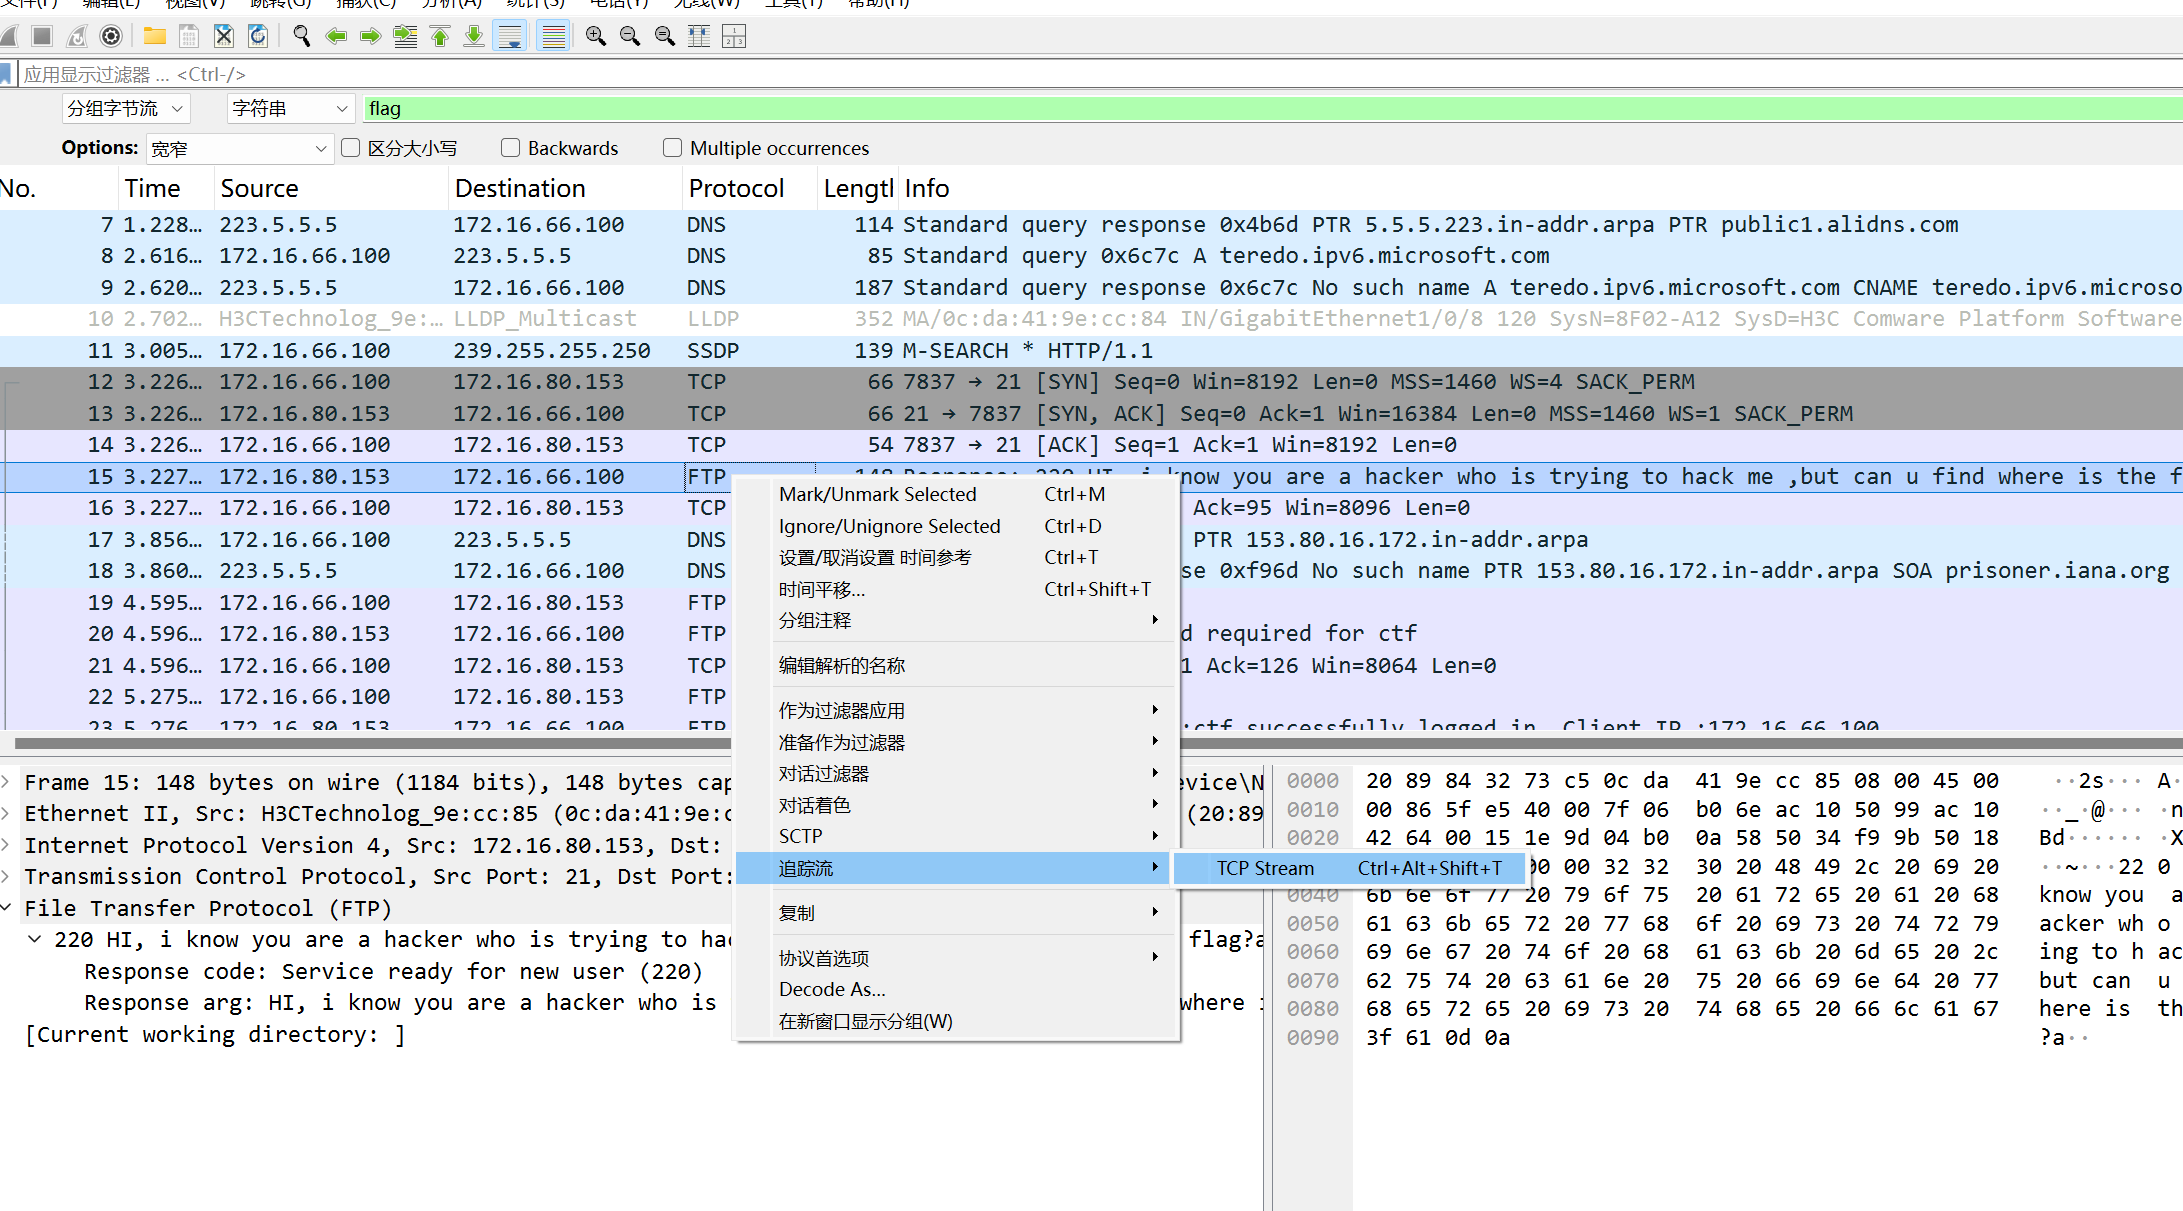 文件(F) 编辑(E) 视图(V) 跳转(G) 捕获(C) 分析(A) 统计(S) 电话(Y) 无线(W) 工具(T) 帮助(H)
应用显示过滤器 … <Ctrl-/>
分组字节流 字符串 flag
Options: 宽窄 区分大小写 Backwards Multiple occurrences
No. Time Source Destination Protocol Lengtl Info
7 1.228… 223.5.5.5 172.16.66.100 DNS 114 Standard query response 0x4b6d PTR 5.5.5.223.in-addr.arpa PTR public1.alidns.com
8 2.616… 172.16.66.100 223.5.5.5 DNS 85 Standard query 0x6c7c A teredo.ipv6.microsoft.com
9 2.620… 223.5.5.5 172.16.66.100 DNS 187 Standard query response 0x6c7c No such name A teredo.ipv6.microsoft.com CNAME teredo.ipv6.microso
10 2.702… H3CTechnolog_9e:… LLDP_Multicast LLDP 352 MA/0c:da:41:9e:cc:84 IN/GigabitEthernet1/0/8 120 SysN=8F02-A12 SysD=H3C Comware Platform Software
11 3.005… 172.16.66.100 239.255.255.250 SSDP 139 M-SEARCH * HTTP/1.1
12 3.226… 172.16.66.100 172.16.80.153 TCP 66 7837 → 21 [SYN] Seq=0 Win=8192 Len=0 MSS=1460 WS=4 SACK_PERM
13 3.226… 172.16.80.153 172.16.66.100 TCP 66 21 → 7837 [SYN, ACK] Seq=0 Ack=1 Win=16384 Len=0 MSS=1460 WS=1 SACK_PERM
14 3.226… 172.16.66.100 172.16.80.153 TCP 54 7837 → 21 [ACK] Seq=1 Ack=1 Win=8192 Len=0
15 3.227… 172.16.80.153 172.16.66.100 FTP 148 Response: 220 HI, i know you are a hacker who is trying to hack me ,but can u find where is the f
16 3.227… 172.16.66.100 172.16.80.153 TCP Ack=95 Win=8096 Len=0
17 3.856… 172.16.66.100 223.5.5.5 DNS PTR 153.80.16.172.in-addr.arpa
18 3.860… 223.5.5.5 172.16.66.100 DNS se 0xf96d No such name PTR 153.80.16.172.in-addr.arpa SOA prisoner.iana.org
19 4.595… 172.16.66.100 172.16.80.153 FTP
20 4.596… 172.16.80.153 172.16.66.100 FTP d required for ctf
21 4.596… 172.16.66.100 172.16.80.153 TCP 1 Ack=126 Win=8064 Len=0
22 5.275… 172.16.66.100 172.16.80.153 FTP
23 5.276… 172.16.80.153 172.16.66.100 FTP :ctf successfully logged in. Client IP :172.16.66.100
Mark/Unmark Selected Ctrl+M
Ignore/Unignore Selected Ctrl+D
设置/取消设置 时间参考 Ctrl+T
时间平移… Ctrl+Shift+T
分组注释
编辑解析的名称
作为过滤器应用
准备作为过滤器
对话过滤器
对话着色
SCTP
追踪流
TCP Stream Ctrl+Alt+Shift+T
复制
协议首选项
Decode As…
在新窗口显示分组(W)
Frame 15: 148 bytes on wire (1184 bits), 148 bytes cap evice\N
Ethernet II, Src: H3CTechnolog_9e:cc:85 (0c:da:41:9e:c (20:89
Internet Protocol Version 4, Src: 172.16.80.153, Dst:
Transmission Control Protocol, Src Port: 21, Dst Port:
File Transfer Protocol (FTP)
220 HI, i know you are a hacker who is trying to ha flag?a
Response code: Service ready for new user (220)
Response arg: HI, i know you are a hacker who is where i
[Current working directory: ]
0000 20 89 84 32 73 c5 0c da 41 9e cc 85 08 00 45 00 ··2s··· A·
0010 00 86 5f e5 40 00 7f 06 b0 6e ac 10 50 99 ac 10 ··_·@··· ·n
0020 42 64 00 15 1e 9d 04 b0 0a 58 50 34 f9 9b 50 18 Bd······ ·X
00 00 32 32 30 20 48 49 2c 20 69 20 ··~···220
0040 6b 6e 6f 77 20 79 6f 75 20 61 72 65 20 61 20 68 know you a
0050 61 63 6b 65 72 20 77 68 6f 20 69 73 20 74 72 79 acker who
0060 69 6e 67 20 74 6f 20 68 61 63 6b 20 6d 65 20 2c ing to h ac
0070 62 75 74 20 63 61 6e 20 75 20 66 69 6e 64 20 77 but can u
0080 68 65 72 65 20 69 73 20 74 68 65 20 66 6c 61 67 here is th
0090 3f 61 0d 0a ?a··